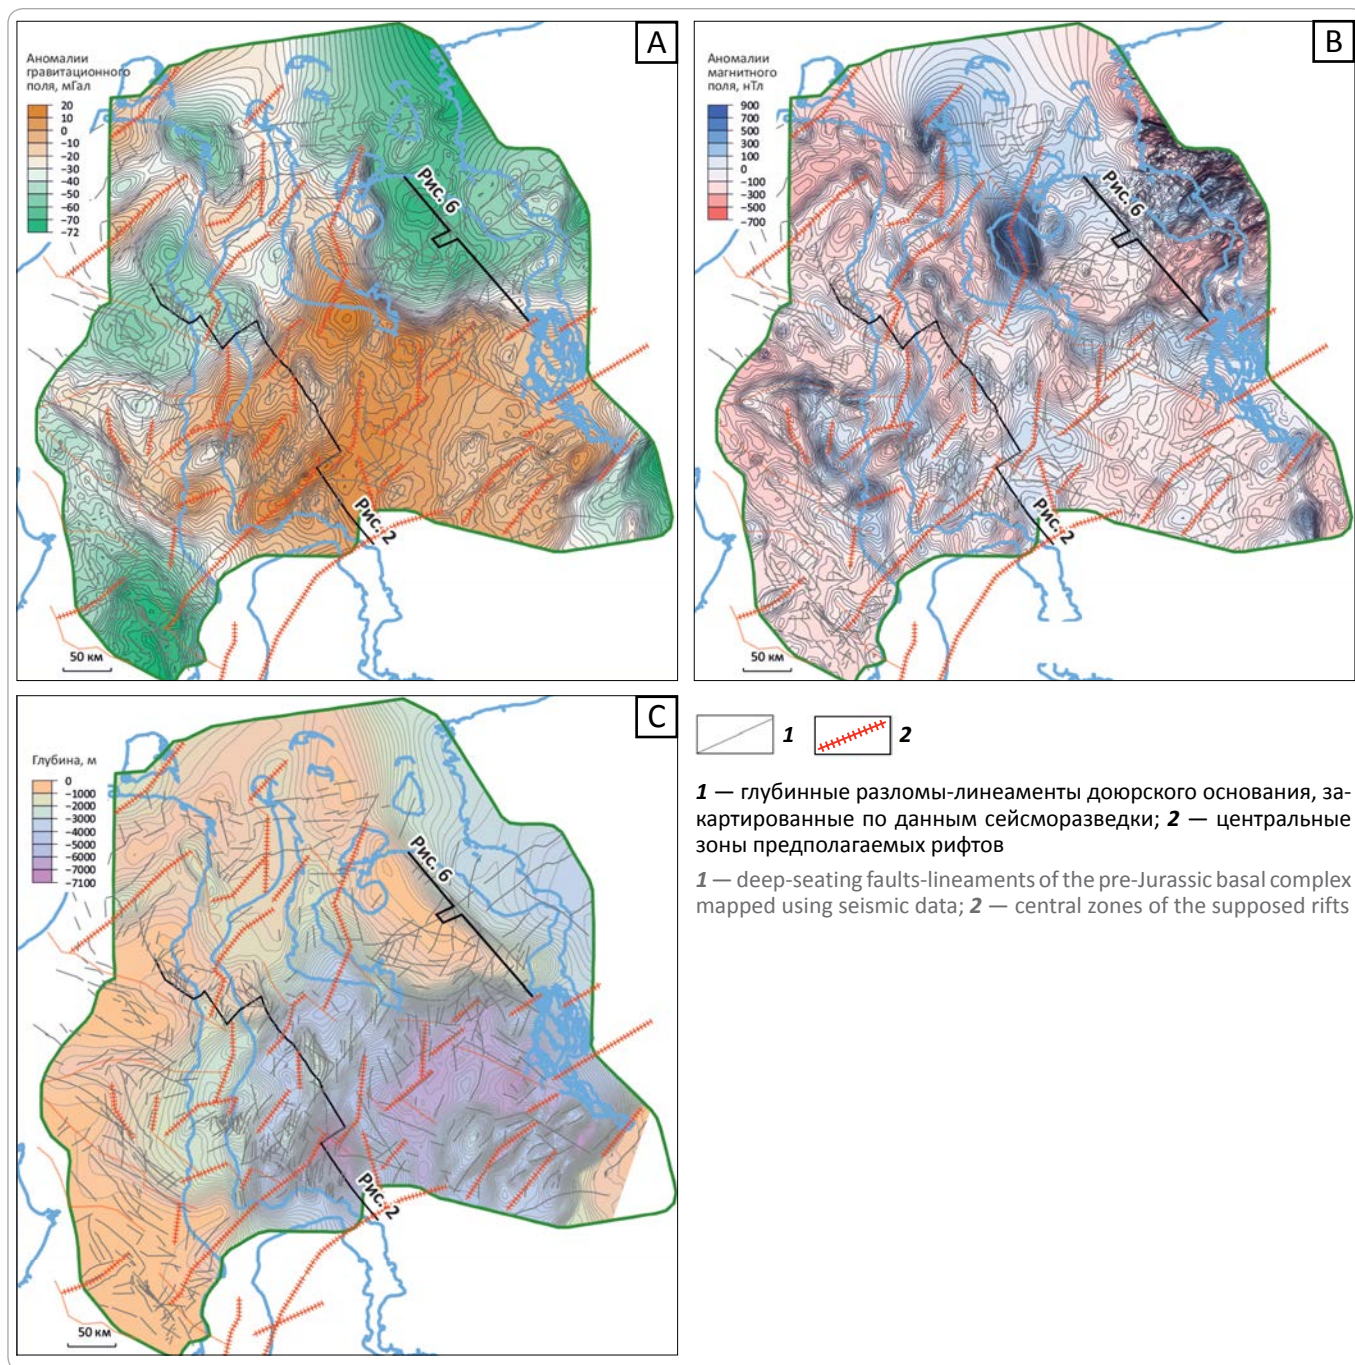 A
Аномалии
гравитационного
поля, мГал
20
10
0
−10
−20
−30
−40
−50
−60
−70
−72
Рис. 6
Рис. 2
50 км
B
Аномалии
магнитного
поля, нТл
900
700
500
300
100
0
−100
−300
−500
−700
Рис. 6
Рис. 2
50 км
C
Глубина, м
0
−1000
−2000
−3000
−4000
−5000
−6000
−7000
−7100
Рис. 6
Рис. 2
50 км
1
2
1 — глубинные разломы-линеаменты доюрского основания, за-
картированные по данным сейсморазведки; 2 — центральные
зоны предполагаемых рифтов
1 — deep-seating faults-lineaments of the pre-Jurassic basal complex
mapped using seismic data; 2 — central zones of the supposed rifts